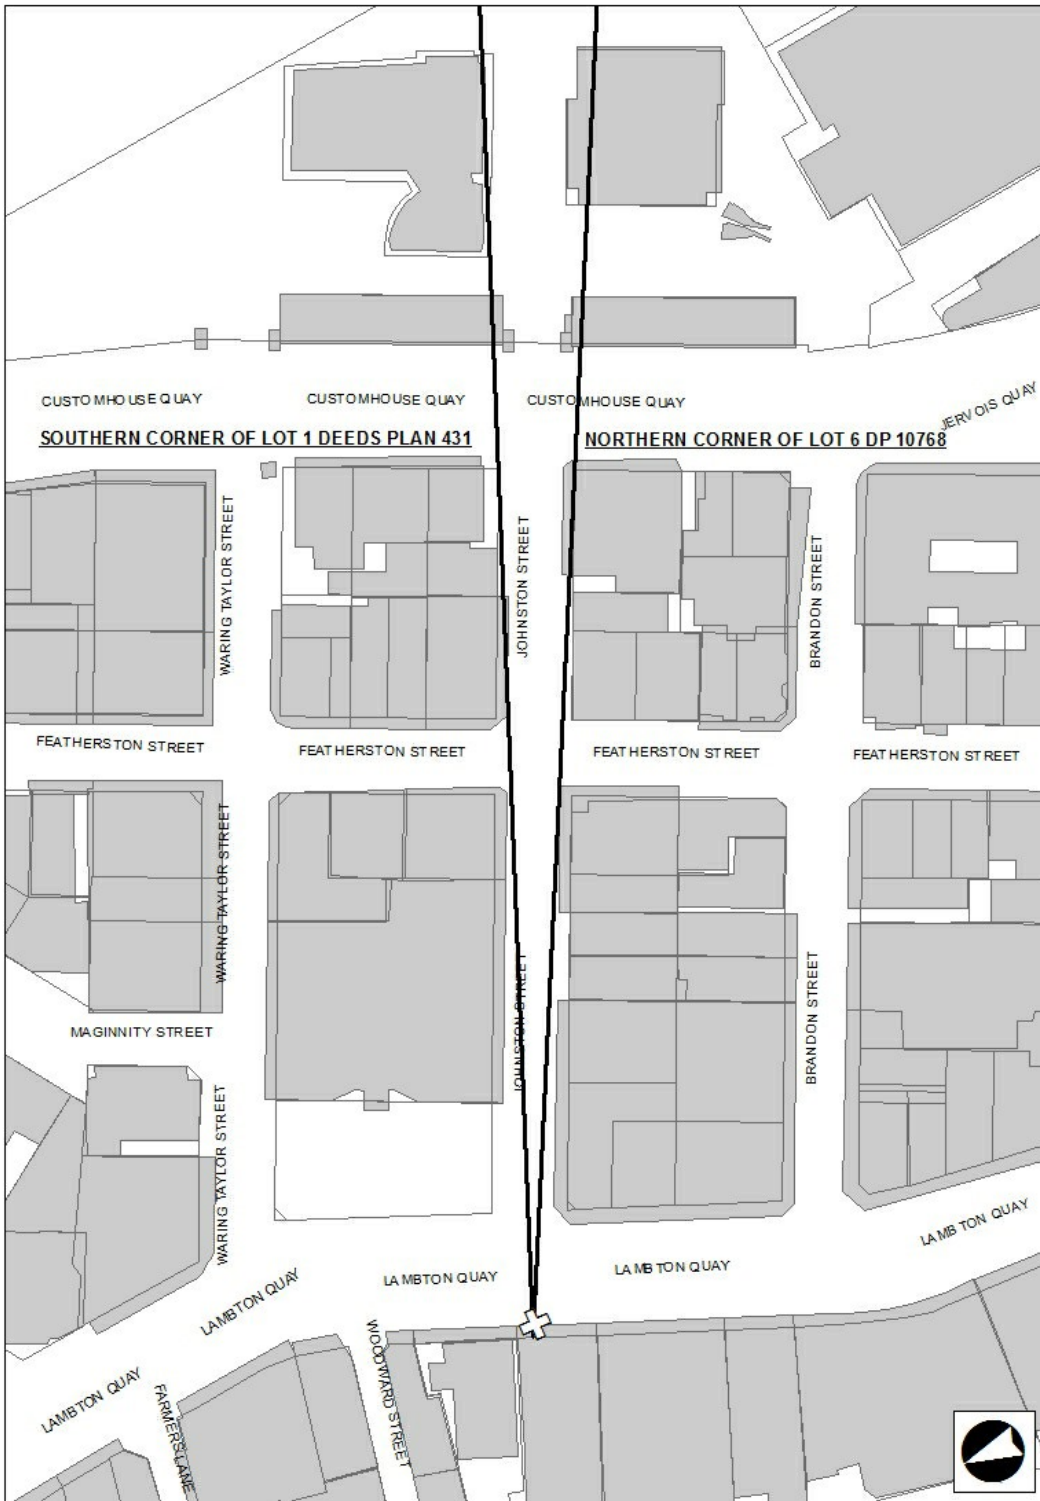 CUSTOMHOUSE QUAY
CUSTOMHOUSE QUAY
CUSTOMHOUSE QUAY
JERVOIS QUAY
SOUTHERN CORNER OF LOT 1 DEEDS PLAN 431
NORTHERN CORNER OF LOT 6 DP 10768
WARING TAYLOR STREET
JOHNSTON STREET
BRANDON STREET
FEATHERSTON STREET
FEATHERSTON STREET
FEATHERSTON STREET
FEATHERSTON STREET
WARING TAYLOR STREET
JOHNSTON STREET
BRANDON STREET
MAGINNITY STREET
WARING TAYLOR STREET
LAMBTON QUAY
LAMBTON QUAY
LAMBTON QUAY
LAMBTON QUAY
LAMBTON QUAY
FARMERS LANE
WOODWARD STREET